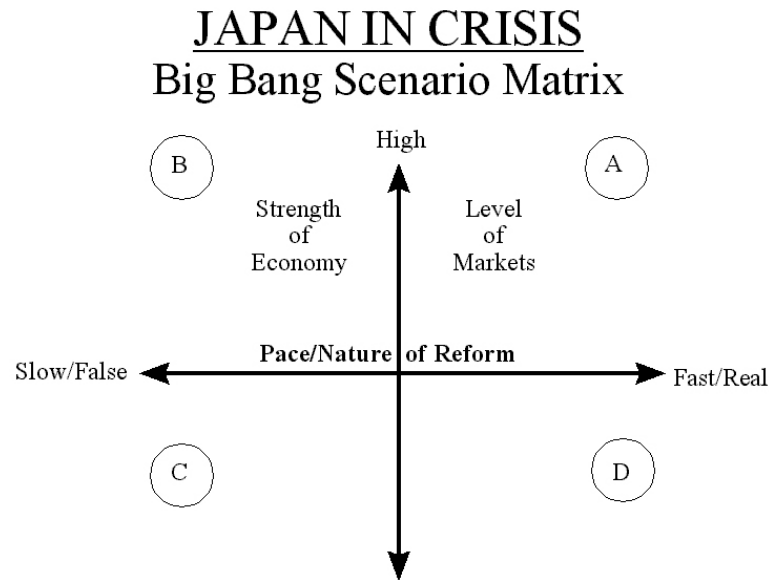 JAPAN IN CRISIS
Big Bang Scenario Matrix
High
B
A
Strength
of
Economy
Level
of
Markets
Pace/Nature of Reform
Slow/False
Fast/Real
C
D